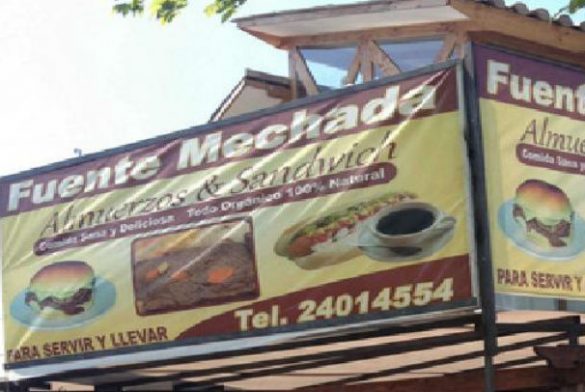 Fuente Mechada
Almuerzos & Sandwich
Comida Sana y Deliciosa Todo Orgánico 100% Natural
Tel. 24014554
PARA SERVIR Y LLEVAR
Fuent
Almue
Comida Sana y
PARA SERVIR Y